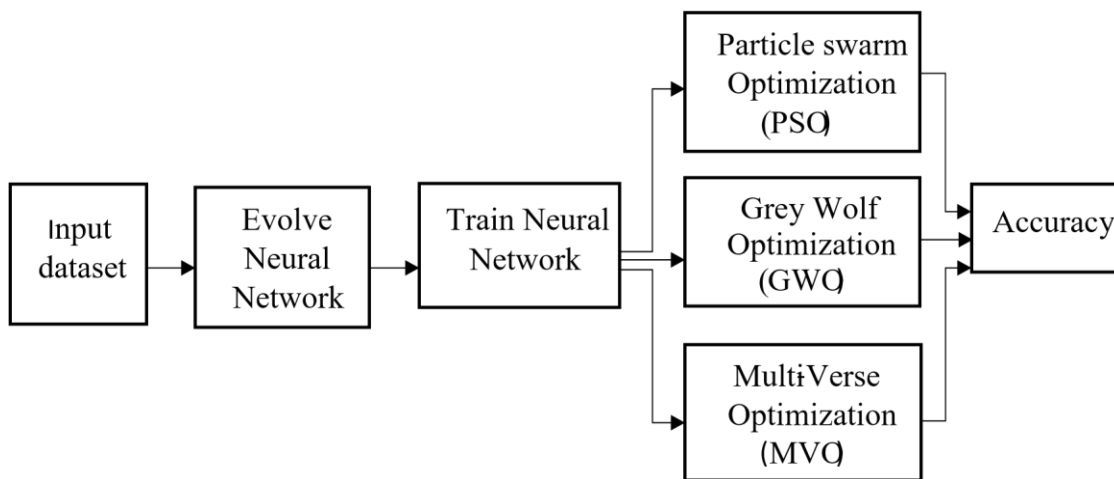 Input
dataset
Evolve
Neural
Network
Train Neural
Network
Particle swarm
Optimization
(PSO)
Grey Wolf
Optimization
(GWO)
Multi-Verse
Optimization
(MVO)
Accuracy